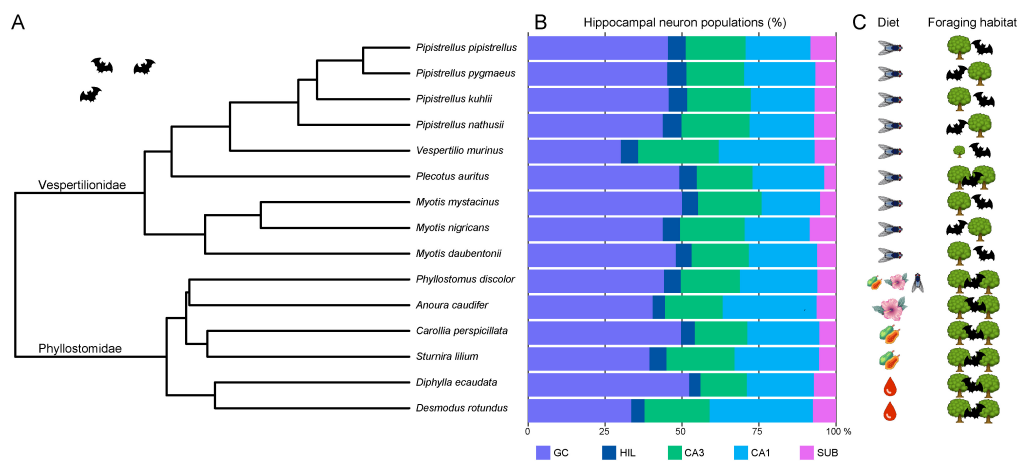 A
B
Hippocampal neuron populations (%)
C
Diet
Foraging habitat
Pipistrellus pipistrellus
Pipistrellus pygmaeus
Pipistrellus kuhlii
Pipistrellus nathusii
Vespertilio murinus
Plecotus auritus
Vespertilionidae
Myotis mystacinus
Myotis nigricans
Myotis daubentonii
Phyllostomus discolor
Anoura caudifer
Carollia perspicillata
Phyllostomidae
Sturnira lilium
Diphylla ecaudata
Desmodus rotundus
0 25 50 75 100 %
GC HIL CA3 CA1 SUB